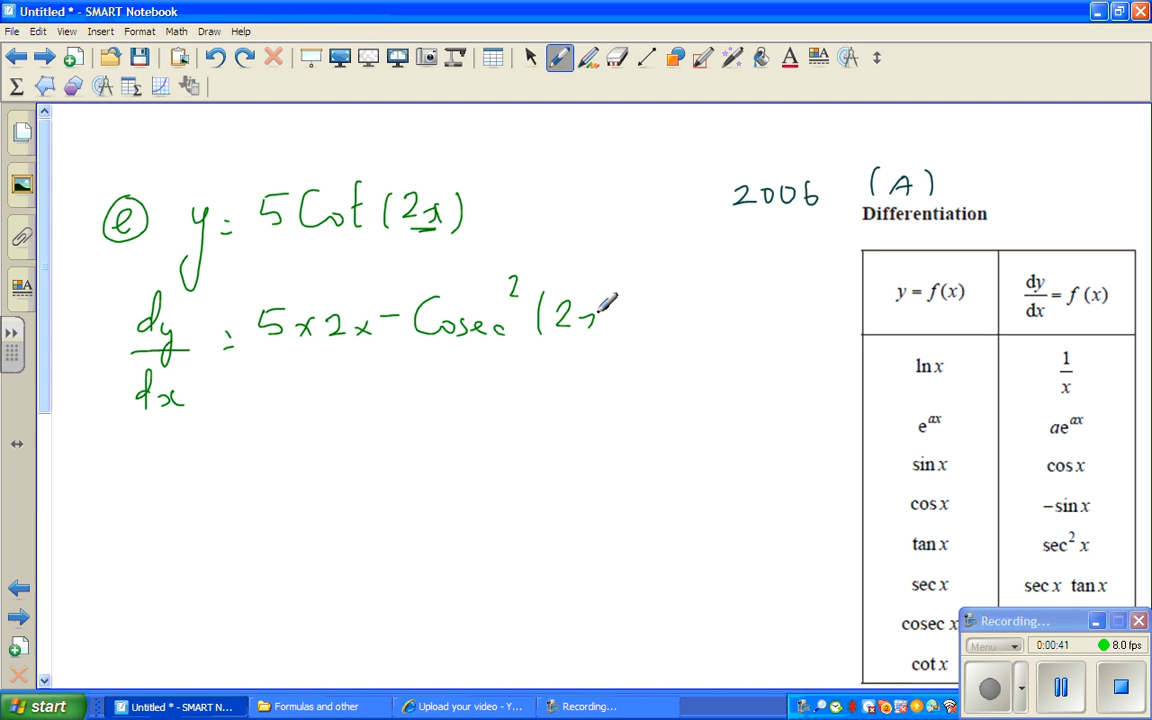 Untitled * - SMART Notebook
File Edit View Insert Format Draw Help
2006 (A)
Differentiation
y = f(x) dy/dx = f (x)
ln x 1/x
e^ax ae^ax
sin x cos x
cos x -sin x
tan x sec² x
sec x sec x tan x
cosec x
cot x
e y = 5 Cot (2x)
dy/dx = 5 x 2 x - Cosec² (2
Recording...
Menu 0:00:41 8.0 fps
start Untitled * - SMART N... Formulas and other Upload your video - Y... Recording...